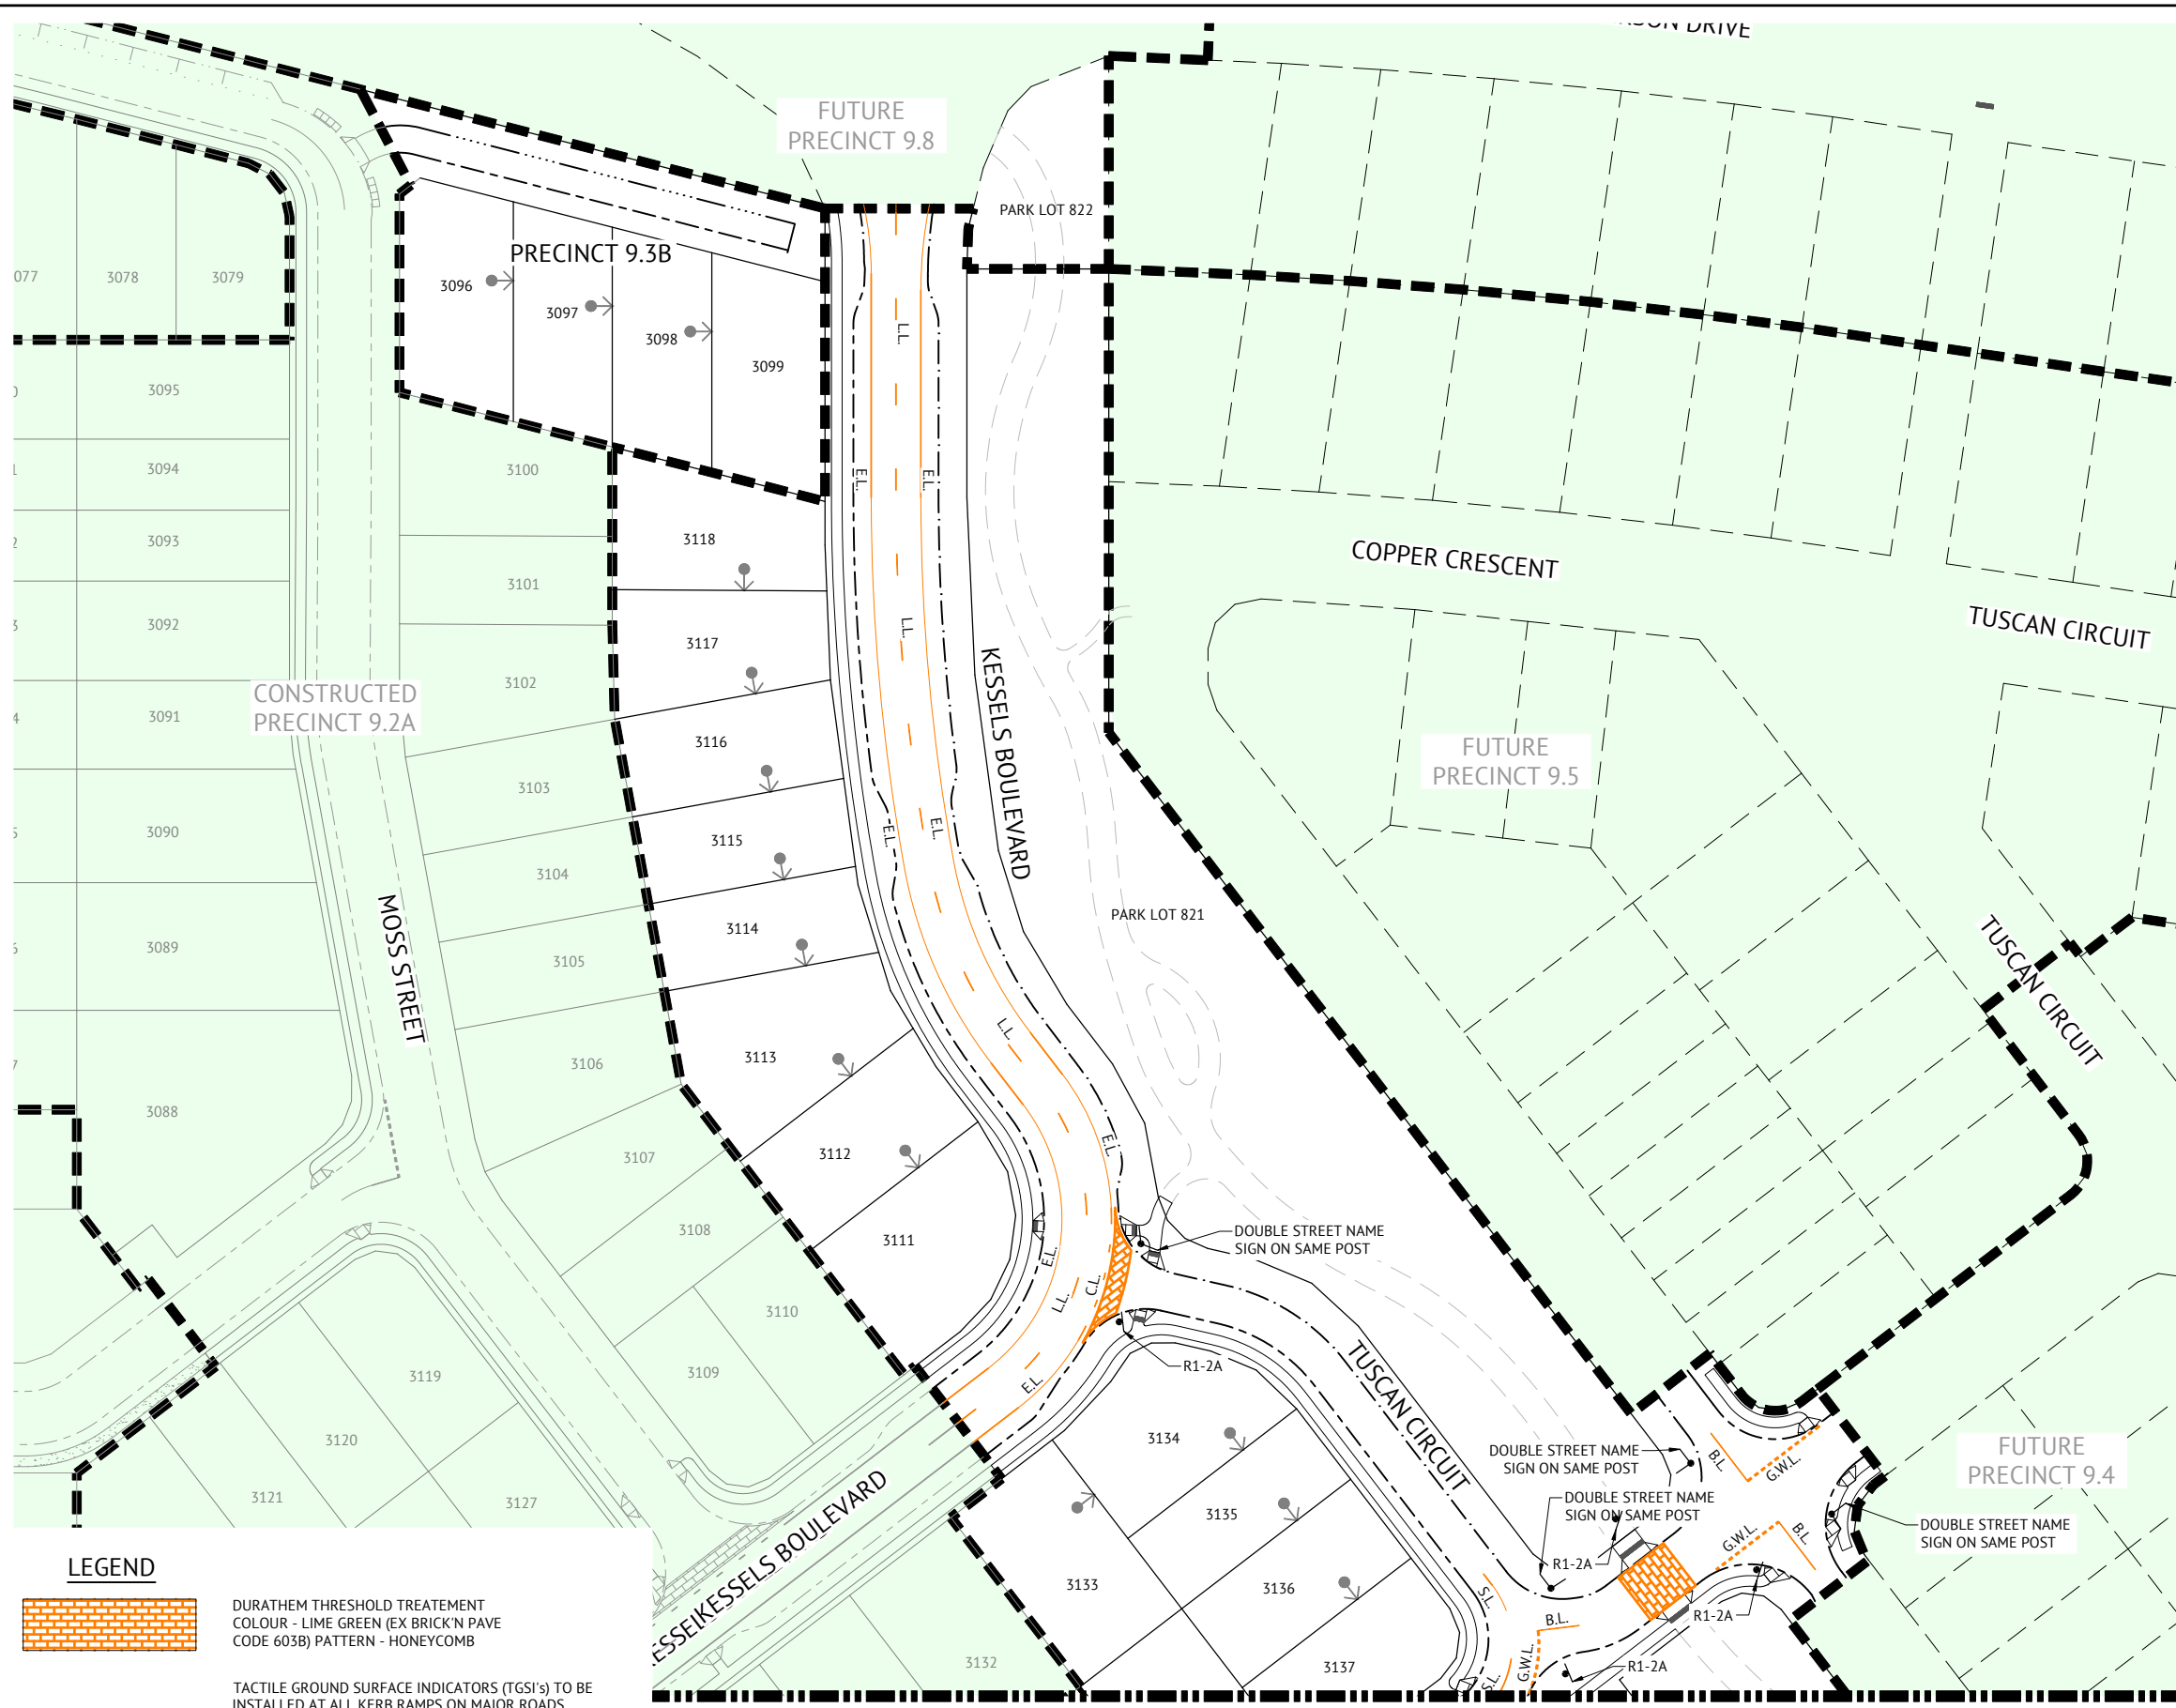 FUTURE
PRECINCT 9.8
PARK LOT 822
PRECINCT 9.3B
077
3078
3079
3096
3097
3098
3099
L.L.
3095
3094
3093
3092
3091
3090
3089
3088
3100
3101
3102
3103
3104
3105
3106
3107
3108
3109
3110
E.L.
E.L.
3118
3117
3116
3115
3114
3113
3112
3111
COPPER CRESCENT
TUSCAN CIRCUIT
CONSTRUCTED
PRECINCT 9.2A
L.L.
KESSELS BOULEVARD
FUTURE
PRECINCT 9.5
E.L.
E.L.
MOSS STREET
PARK LOT 821
TUSCAN CIRCUIT
L.L.
E.L.
DOUBLE STREET NAME
SIGN ON SAME POST
E.L.
L.L.
C.L.
R1-2A
E.L.
TUSCAN CIRCUIT
3119
3120
3121
3127
3134
3135
3133
3136
3137
3132
DOUBLE STREET NAME
SIGN ON SAME POST
B.L.
G.W.L.
FUTURE
PRECINCT 9.4
DOUBLE STREET NAME
SIGN ON SAME POST
G.W.L.
B.L.
DOUBLE STREET NAME
SIGN ON SAME POST
R1-2A
R1-2A
R1-2A
S.L.
B.L.
G.W.L.
S.L.
KESSELS BOULEVARD
LEGEND
DURATHEM THRESHOLD TREATEMENT
COLOUR - LIME GREEN (EX BRICK'N PAVE
CODE 603B) PATTERN - HONEYCOMB
TACTILE GROUND SURFACE INDICATORS (TGSI's) TO BE
INSTALLED AT ALL KERB RAMPS ON MAJOR ROADS